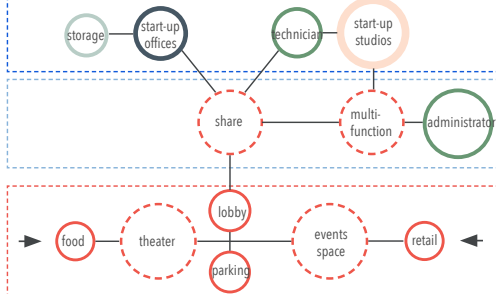 storage
start-up
offices
technician
start-up
studios
share
multi-
function
administrator
lobby
food
theater
events
space
retail
parking